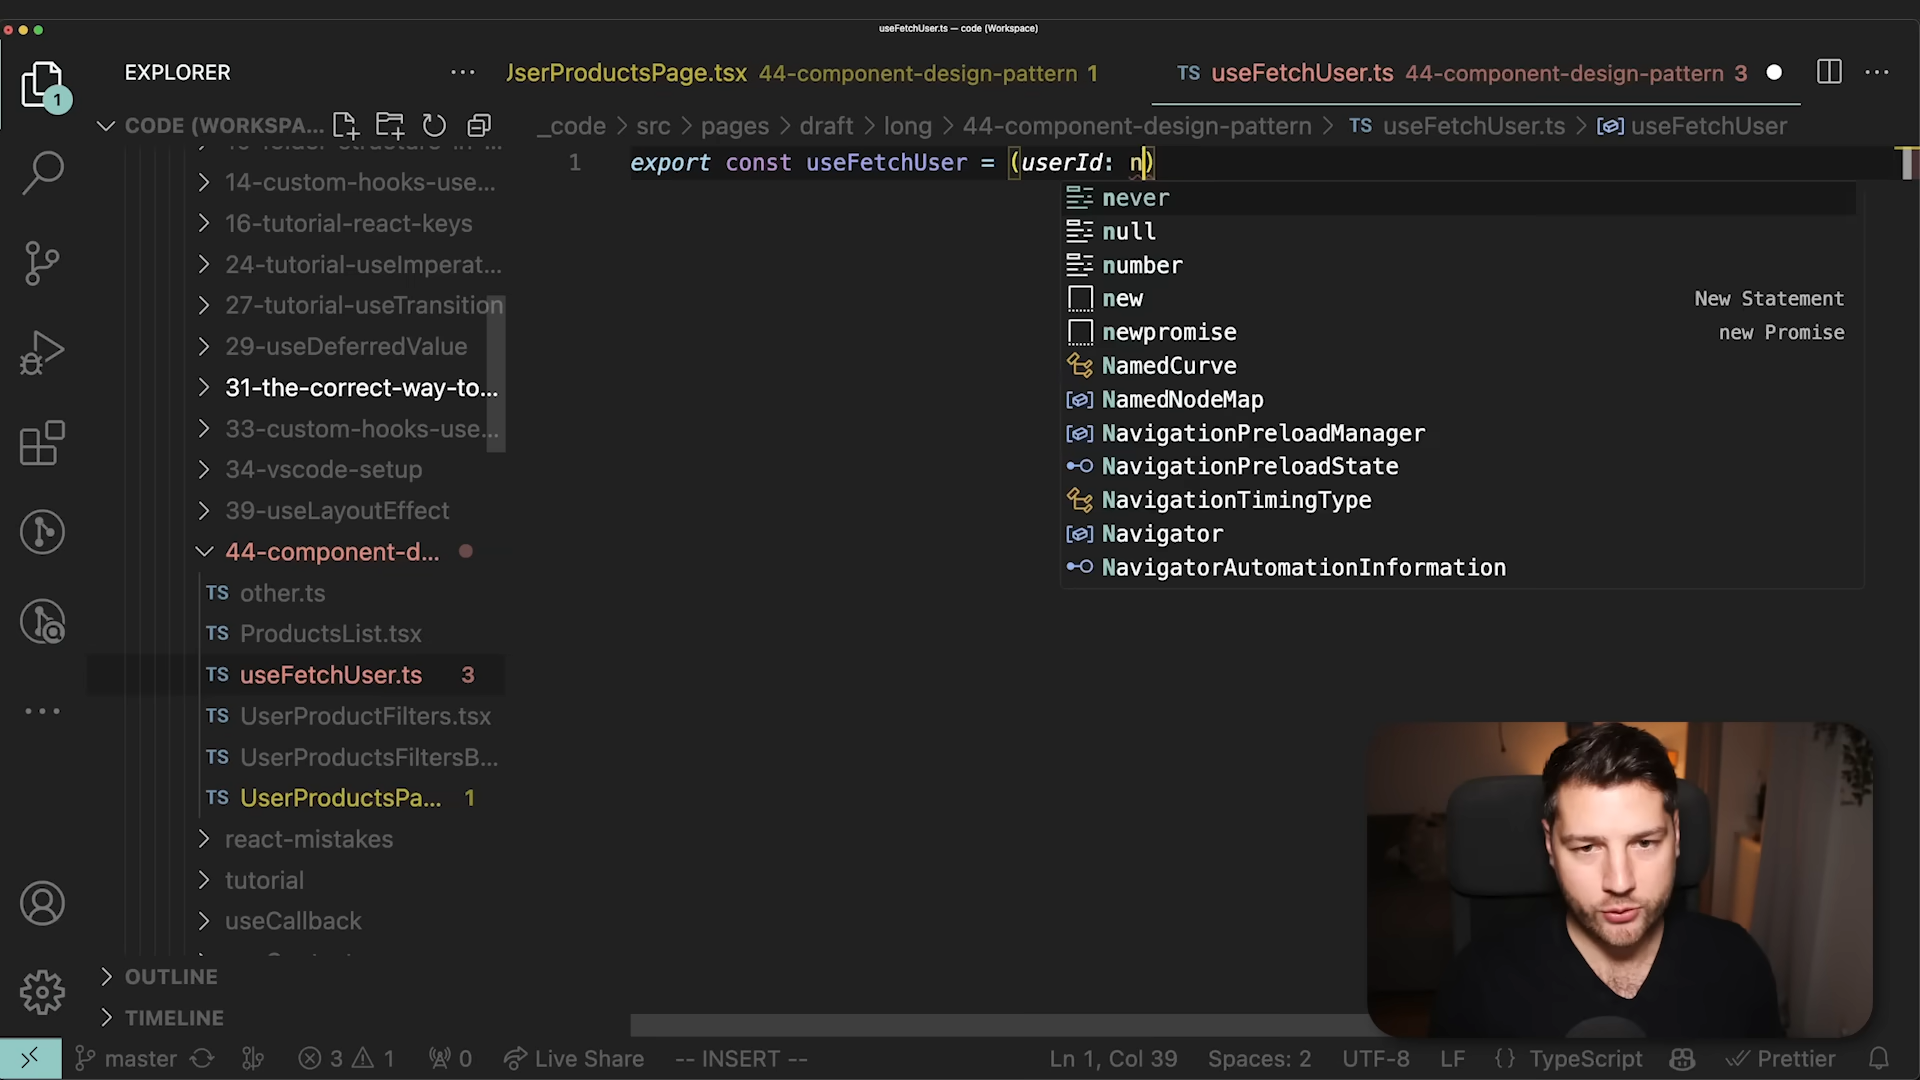 useFetchUser.ts — code (Workspace)
EXPLORER
UserProductsPage.tsx 44-component-design-pattern 1
TS useFetchUser.ts 44-component-design-pattern 3
1
CODE (WORKSPA...
_code > src > pages > draft > long > 44-component-design-pattern > TS useFetchUser.ts > useFetchUser
1 export const useFetchUser = (userId: n)
14-custom-hooks-use...
16-tutorial-react-keys
24-tutorial-useImperat...
27-tutorial-useTransition
29-useDeferredValue
31-the-correct-way-to...
33-custom-hooks-use...
34-vscode-setup
39-useLayoutEffect
44-component-d...
TS other.ts
TS ProductsList.tsx
TS useFetchUser.ts 3
TS UserProductFilters.tsx
TS UserProductsFiltersB...
TS UserProductsPa... 1
react-mistakes
tutorial
useCallback
never
null
number
new New Statement
newpromise new Promise
NamedCurve
NamedNodeMap
NavigationPreloadManager
NavigationPreloadState
NavigationTimingType
Navigator
NavigatorAutomationInformation
OUTLINE
TIMELINE
master 3 1 0 Live Share -- INSERT -- Ln 1, Col 39 Spaces: 2 UTF-8 LF {} TypeScript Prettier